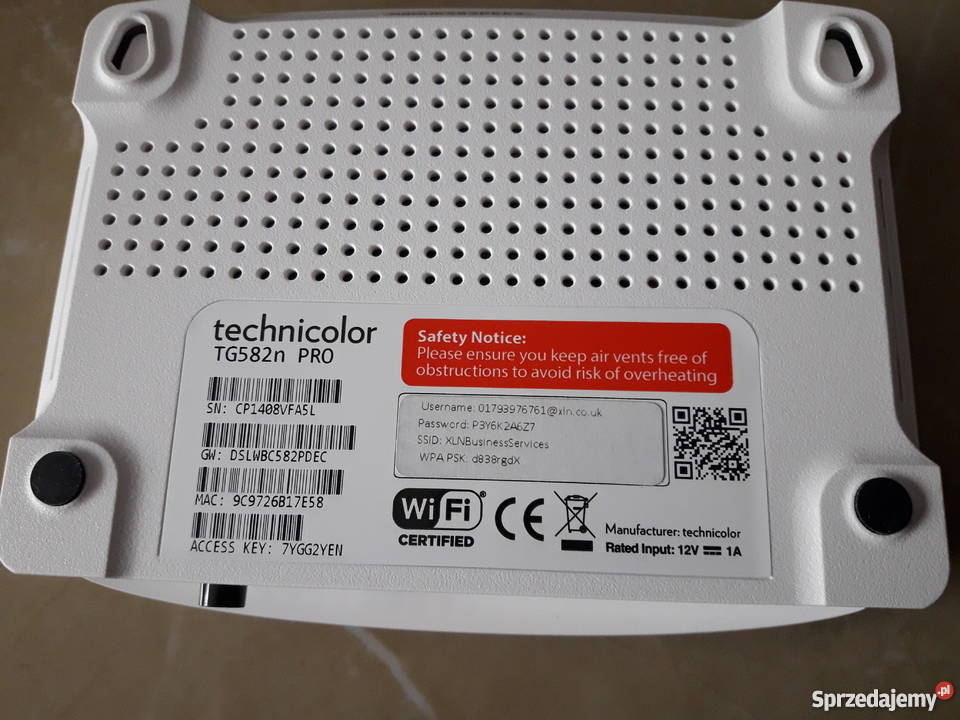 technicolor
TG582n PRO
SN: CP1408VFA5L
GW: DSLWBC582PDEC
MAC: 9C9726B17E58
ACCESS KEY: 7YGG2YEN
Safety Notice:
Please ensure you keep air vents free of
obstructions to avoid risk of overheating
Username: 01793976761@xln.co.uk
Password: P3Y6K2A6Z7
SSID: XLNBusinessServices
WPA PSK: d838rgdX
WiFi®
CERTIFIED
CE
Manufacturer: technicolor
Rated Input: 12V 1A
Sprzedajemy.pl